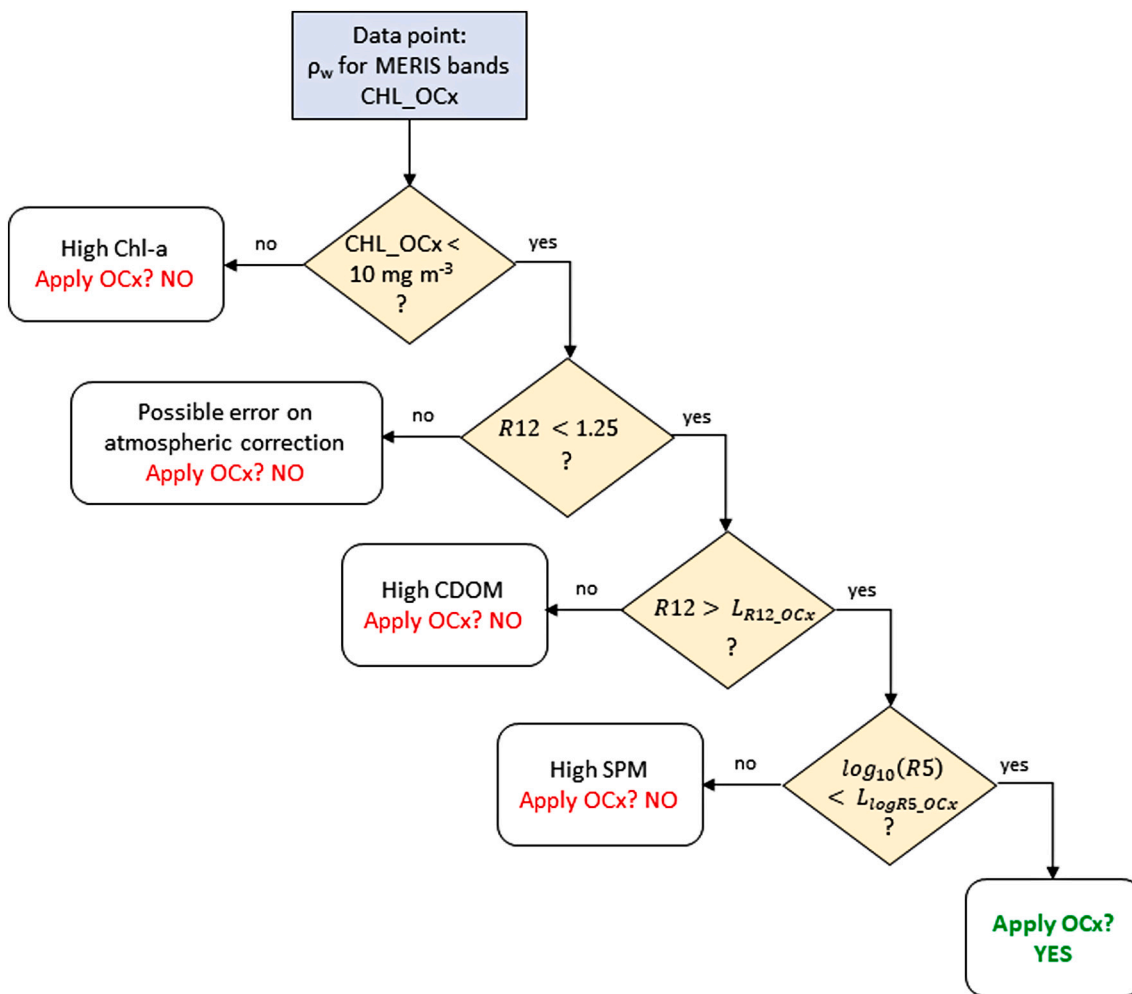 Data point:
ρw for MERIS bands
CHL_OCx
CHL_OCx <
10 mg m-3
?
no
yes
High Chl-a
Apply OCx? NO
R12 < 1.25
?
no
yes
Possible error on
atmospheric correction
Apply OCx? NO
R12 > LR12_OCx
?
no
yes
High CDOM
Apply OCx? NO
log10(R5)
< LlogR5_OCx
?
no
yes
High SPM
Apply OCx? NO
Apply OCx?
YES